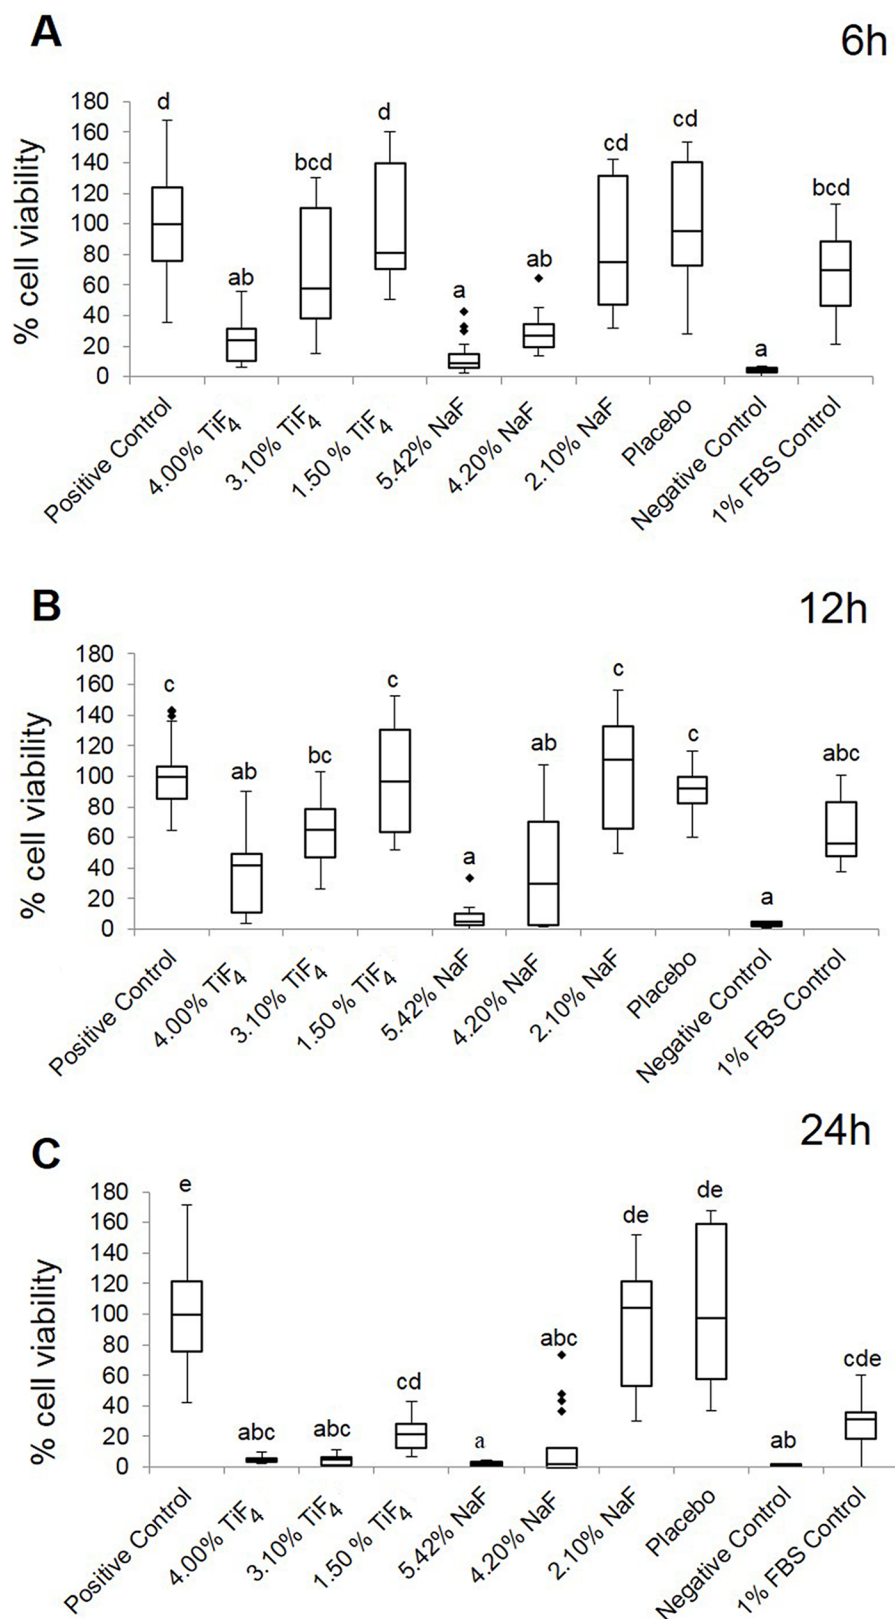 A
6h
% cell viability
180
160
140
120
100
80
60
40
20
0
d
ab
bcd
d
a
ab
cd
cd
a
bcd
Positive Control
4.00% TiF4
3.10% TiF4
1.50 % TiF4
5.42% NaF
4.20% NaF
2.10% NaF
Placebo
Negative Control
1% FBS Control
B
12h
% cell viability
180
160
140
120
100
80
60
40
20
0
c
ab
bc
c
a
ab
c
c
a
abc
Positive Control
4.00% TiF4
3.10% TiF4
1.50 % TiF4
5.42% NaF
4.20% NaF
2.10% NaF
Placebo
Negative Control
1% FBS Control
C
24h
% cell viability
180
160
140
120
100
80
60
40
20
0
e
abc
abc
cd
a
abc
de
de
ab
cde
Positive Control
4.00% TiF4
3.10% TiF4
1.50 % TiF4
5.42% NaF
4.20% NaF
2.10% NaF
Placebo
Negative Control
1% FBS Control